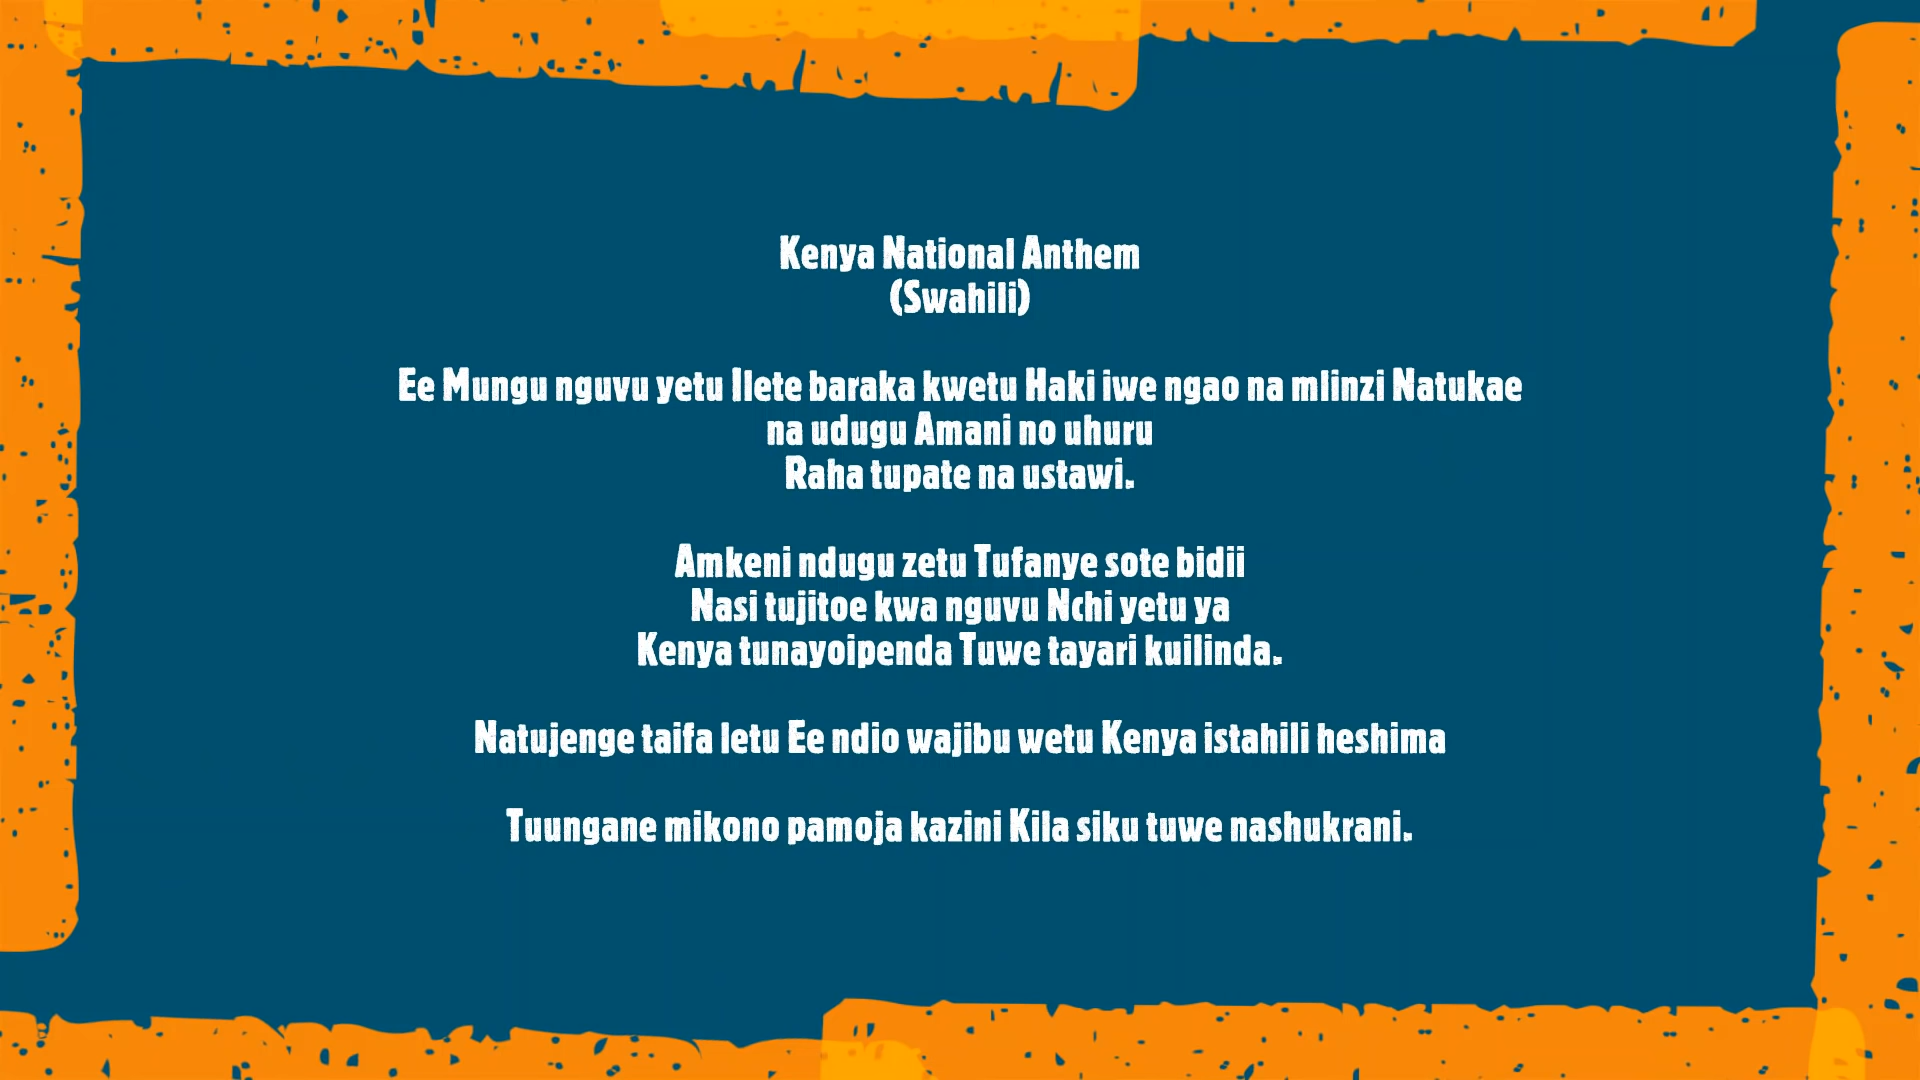 Kenya National Anthem
(Swahili)
Ee Mungu nguvu yetu Ilete baraka kwetu Haki iwe ngao na mlinzi Natukae
na udugu Amani no uhuru
Raha tupate na ustawi.
Amkeni ndugu zetu Tufanye sote bidii
Nasi tujitoe kwa nguvu Nchi yetu ya
Kenya tunayoipenda Tuwe tayari kuilinda.
Natujenge taifa letu Ee ndio wajibu wetu Kenya istahili heshima
Tuungane mikono pamoja kazini Kila siku tuwe nashukrani.